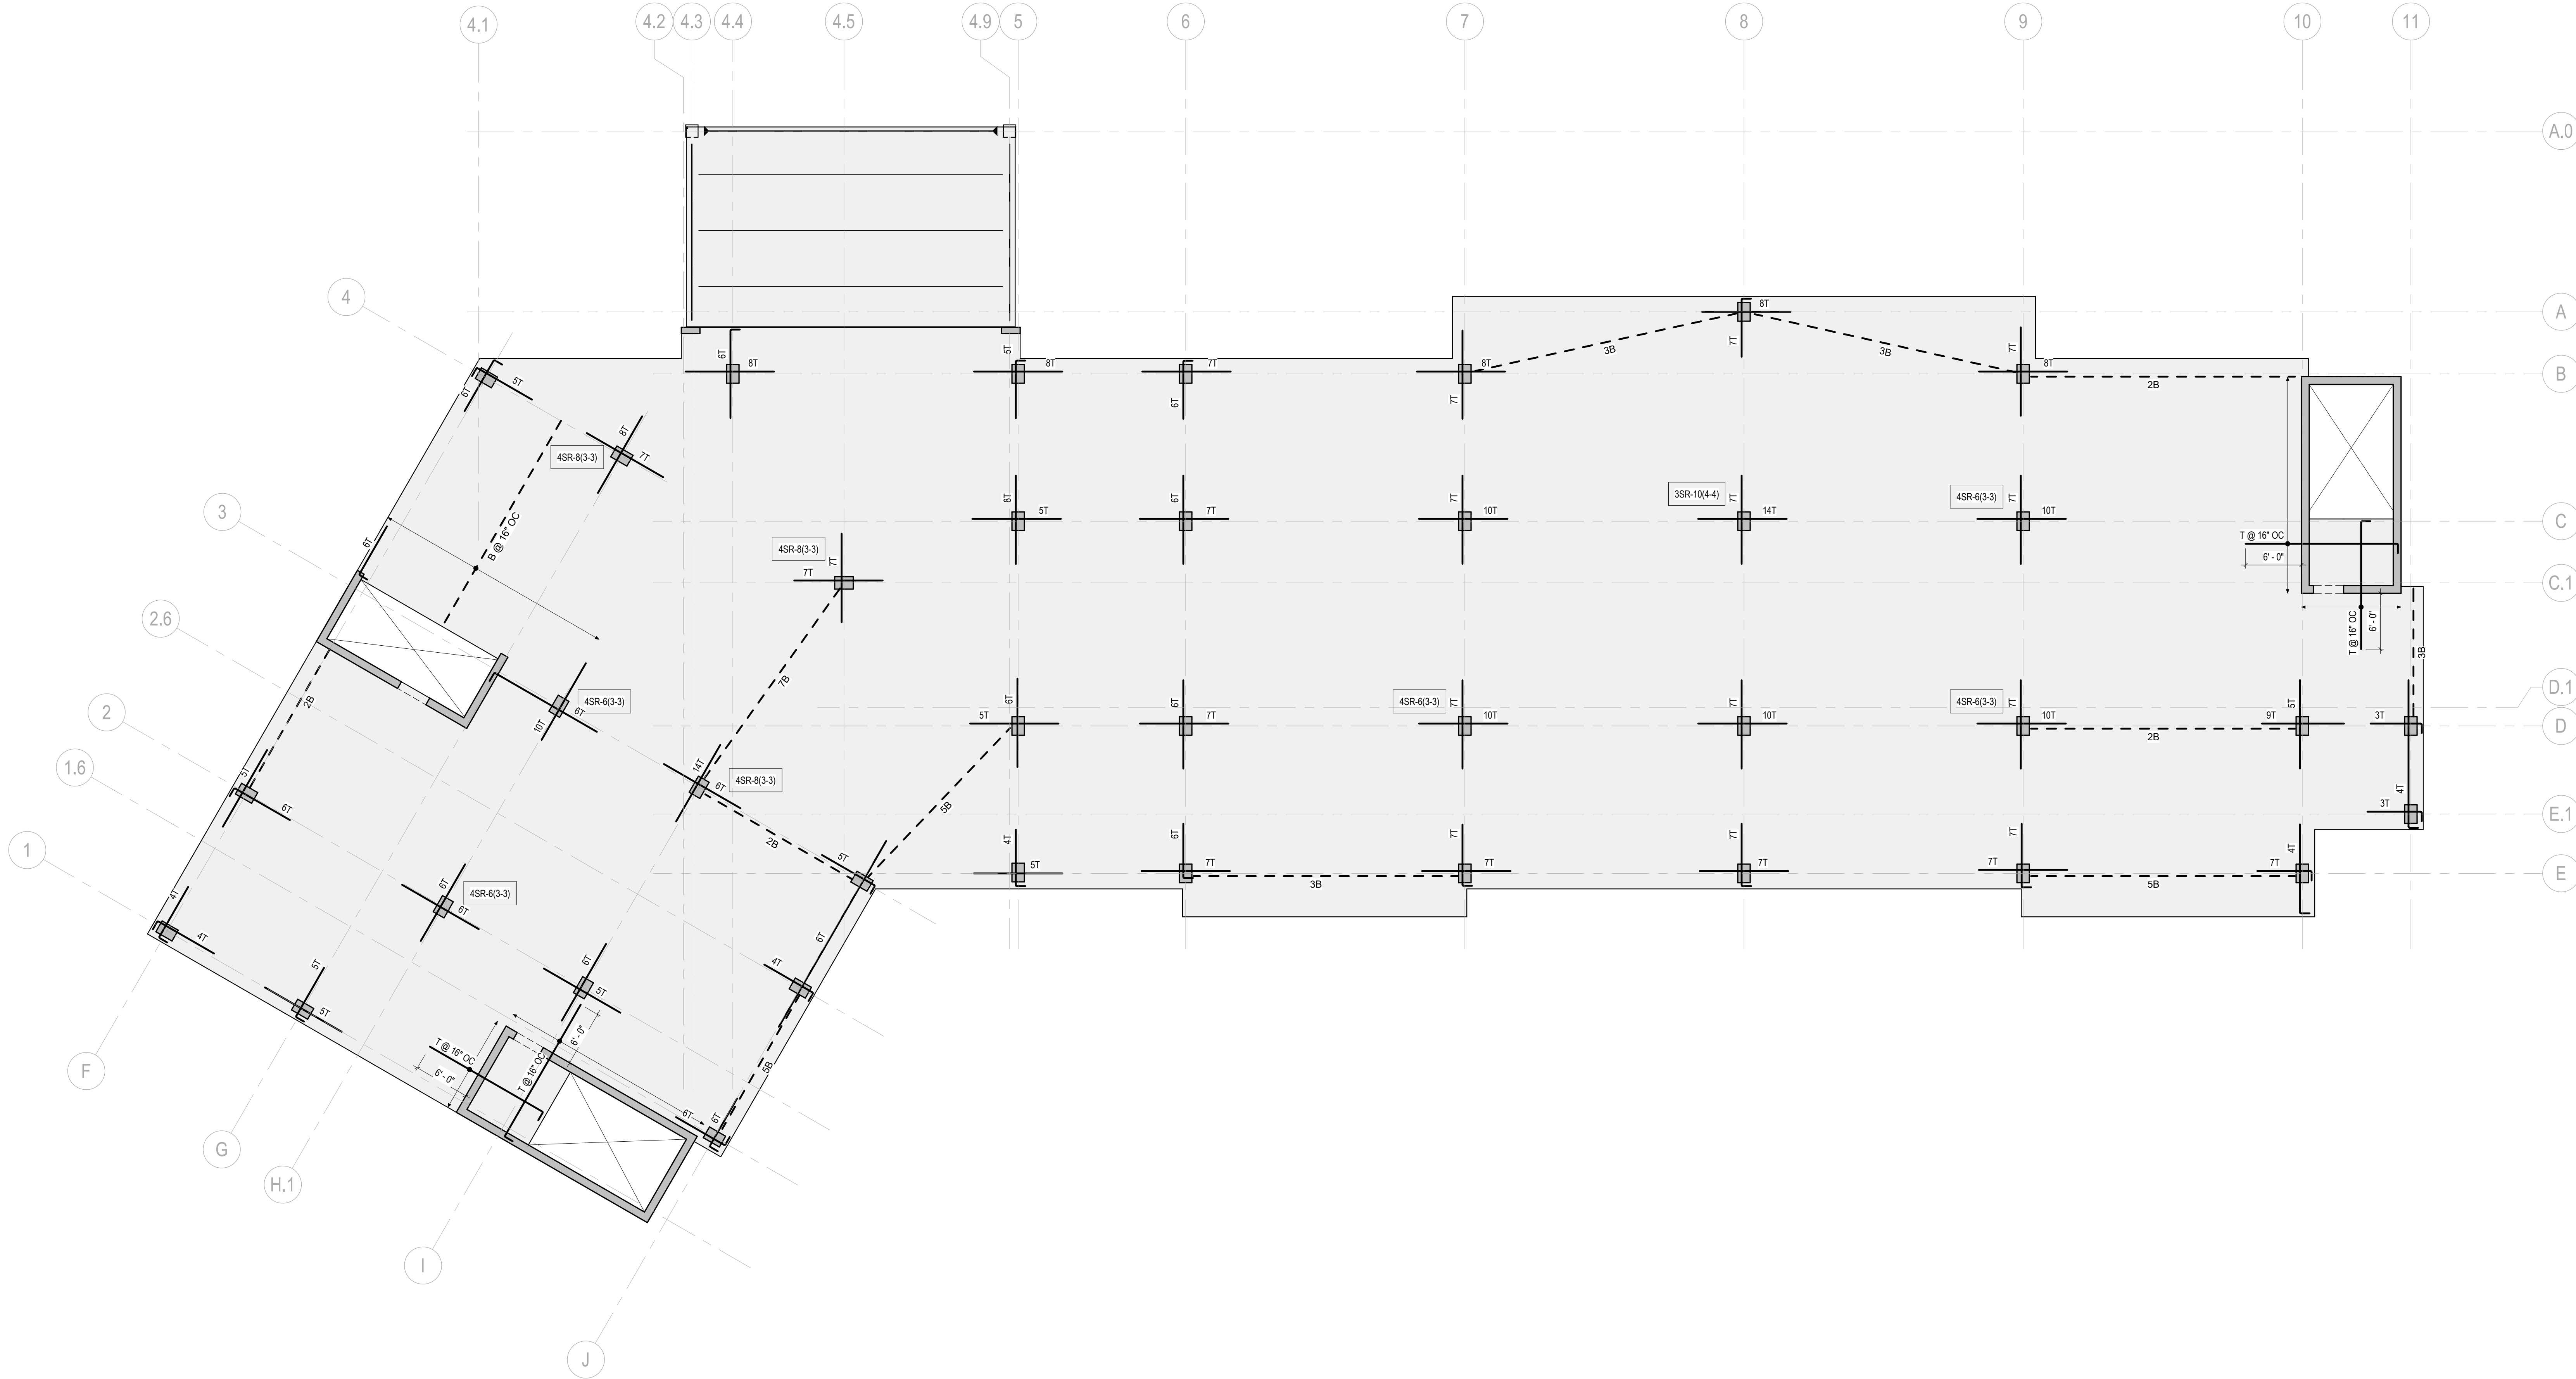 4.1
4.2
4.3
4.4
4.5
4.9
5
6
7
8
9
10
11
A.0
A
B
C
C.1
D.1
D
E.1
E
4
3
2.6
2
1.6
1
F
G
H.1
I
J
8T
7T
3B
3B
6T
8T
5T
8T
7T
6T
8T
7T
7T
8T
2B
5T
6T
8T
7T
4SR-8(3-3)
B @ 16" OC
6T
8T
5T
6T
7T
7T
10T
3SR-10(4-4)
7T
14T
4SR-6(3-3)
7T
10T
T @ 16" OC
6' - 0"
4SR-8(3-3)
7T
7T
T @ 16" OC
6' - 0"
3B
7B
2B
4SR-6(3-3)
6T
10T
5T
6T
6T
7T
4SR-6(3-3)
7T
10T
7T
10T
4SR-6(3-3)
7T
10T
2B
5T
9T
3T
4T
3T
14T
6T
4SR-8(3-3)
2B
5B
5T
5T
6T
4T
5T
6T
7T
3B
7T
7T
7T
7T
7T
7T
5B
4T
7T
6T
6T
4SR-6(3-3)
4T
4T
5T
5T
6T
5T
6T
4T
5B
T @ 16" OC
6' - 0"
T @ 16" OC
6' - 0"
6T
6T